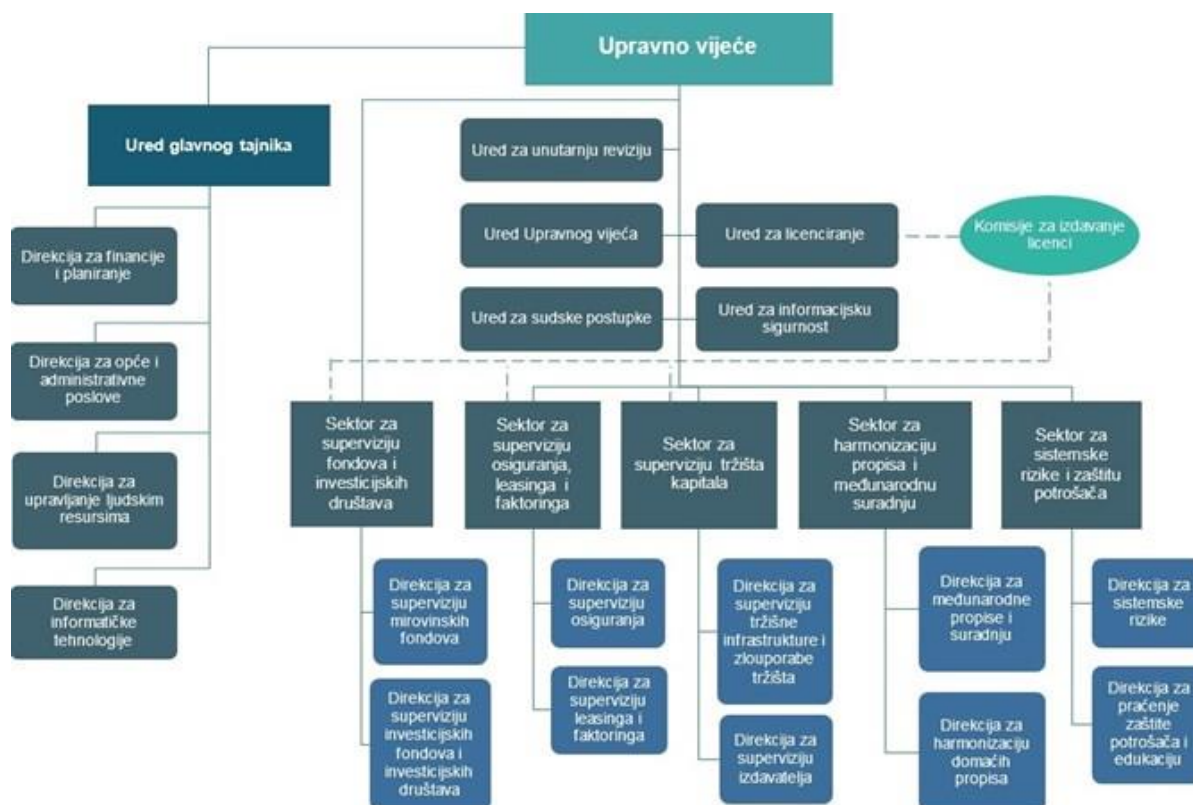 Upravno vijeće
Ured glavnog tajnika
Ured za unutarnju reviziju
Ured Upravnog vijeća
Ured za licenciranje
Komisije za izdavanje
licenci
Ured za sudske postupke
Ured za informacijsku
sigurnost
Direkcija za financije
i planiranje
Direkcija za opće i
administrativne
poslove
Direkcija za
upravljanje ljudskim
resursima
Direkcija za
informatičke
tehnologije
Sektor za
superviziju
fondova i
investicijskih
društava
Sektor za
superviziju
osiguranja,
leasinga i
faktoringa
Sektor za
superviziju tržišta
kapitala
Sektor za
harmonizaciju
propisa i
međunarodnu
suradnju
Sektor za
sistemske
rizike i zaštitu
potrošača
Direkcija za
superviziju
mirovinskih
fondova
Direkcija za
superviziju
investicijskih
fondova i
investicijskih
društava
Direkcija za
superviziju
osiguranja
Direkcija za
superviziju
leasinga i
faktoringa
Direkcija za
superviziju
tržišne
infrastrukture i
zlouporabe
tržišta
Direkcija za
superviziju
izdavatelja
Direkcija za
međunarodne
propise i
suradnju
Direkcija za
harmonizaciju
domaćih
propisa
Direkcija za
sistemske
rizike
Direkcija za
praćenje
zaštite
potrošača i
edukaciju